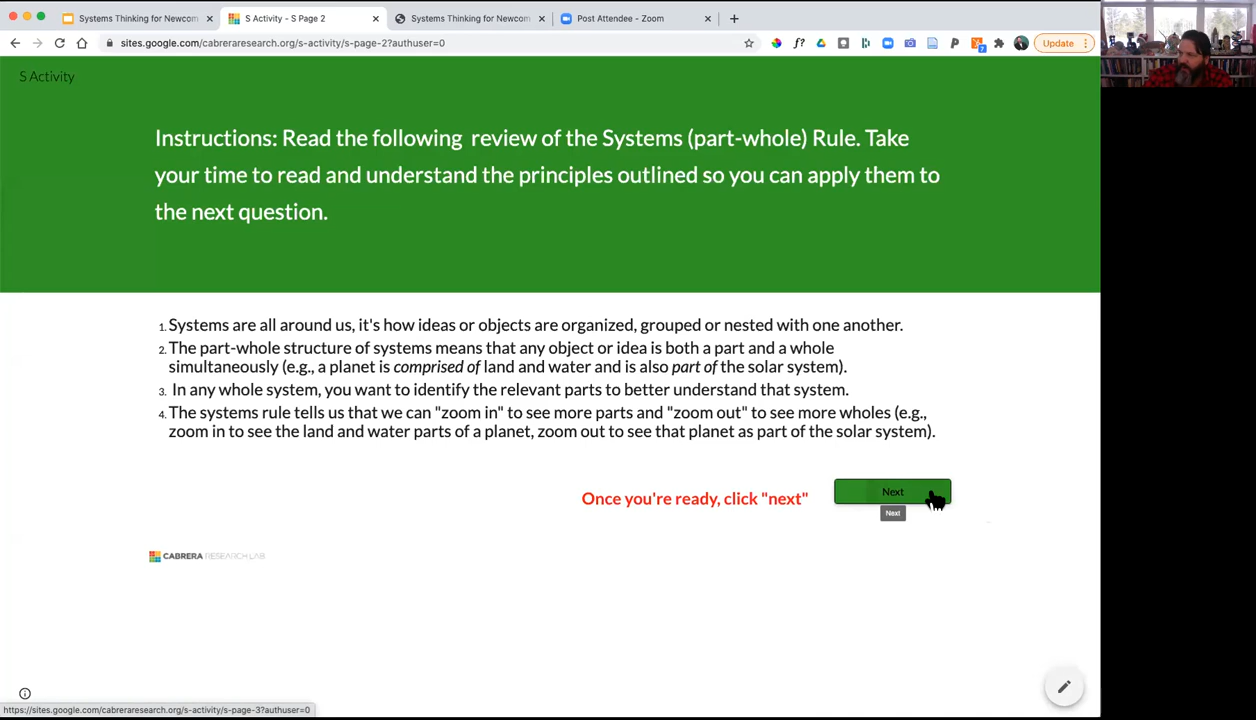 Systems Thinking for Newcom
S Activity - S Page 2
Systems Thinking for Newcom
Post Attendee - Zoom
sites.google.com/cabreraresearch.org/s-activity/s-page-2?authuser=0
f?
Update
S Activity
Instructions: Read the following review of the Systems (part-whole) Rule. Take
your time to read and understand the principles outlined so you can apply them to
the next question.
1. Systems are all around us, it's how ideas or objects are organized, grouped or nested with one another.
2. The part-whole structure of systems means that any object or idea is both a part and a whole
simultaneously (e.g., a planet is comprised of land and water and is also part of the solar system).
3. In any whole system, you want to identify the relevant parts to better understand that system.
4. The systems rule tells us that we can "zoom in" to see more parts and "zoom out" to see more wholes (e.g.,
zoom in to see the land and water parts of a planet, zoom out to see that planet as part of the solar system).
Once you're ready, click "next"
Next
Next
CABRERA RESEARCH LAB
https://sites.google.com/cabreraresearch.org/s-activity/s-page-3?authuser=0